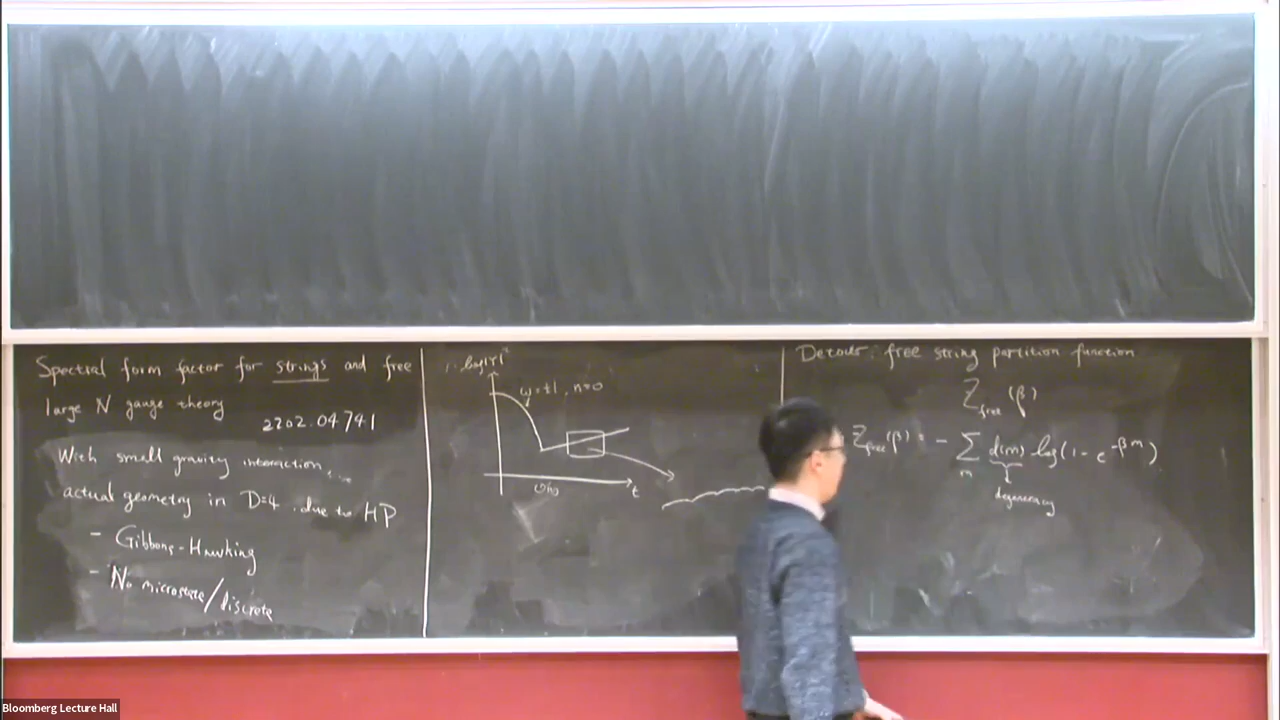 Spectral form factor for strings and free
large N gauge theory
2202.04741
With small gravity interaction,
actual geometry in D=4 . due to HP
- Gibbons-Hawking
- No microstate/discrete
log|Y|²
w=±1, n=0
t
Detour : free string partition function
Z_free (β)
Z_free(β) = - Σ_m d(m) log(1 - e^{-βm})
degeneracy
Bloomberg Lecture Hall